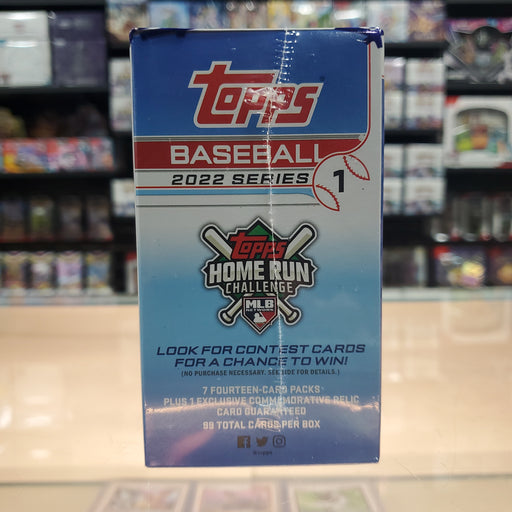 Topps
BASEBALL
2022 SERIES 1
Topps
HOME RUN
CHALLENGE
MLB
NETWORK
LOOK FOR CONTEST CARDS
FOR A CHANCE TO WIN!
(NO PURCHASE NECESSARY. SEE SIDE FOR DETAILS.)
7 FOURTEEN-CARD PACKS
PLUS 1 EXCLUSIVE COMMEMORATIVE RELIC
CARD GUARANTEED
99 TOTAL CARDS PER BOX
@topps